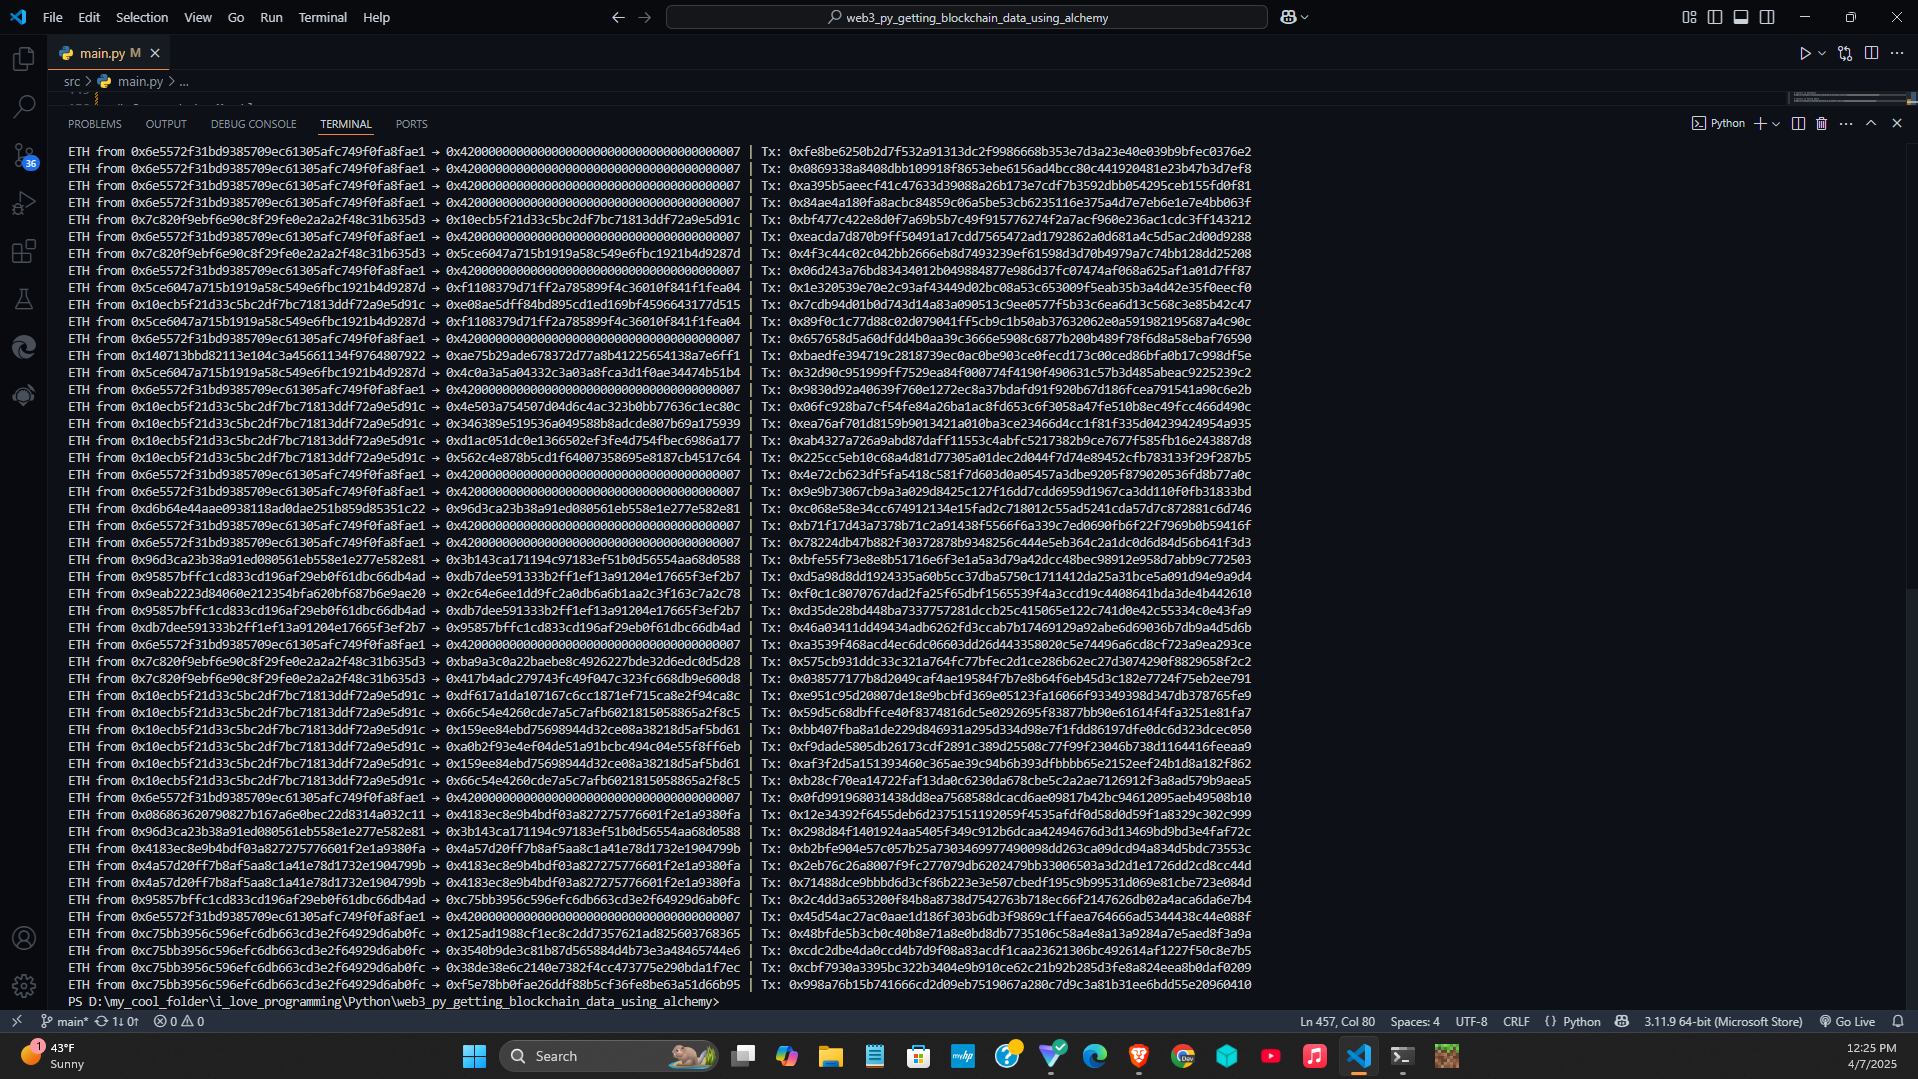 File Edit Selection View Go Run Terminal Help
web3_py_getting_blockchain_data_using_alchemy
main.py M
src > main.py > ...
PROBLEMS OUTPUT DEBUG CONSOLE TERMINAL PORTS
Python
ETH from 0x6e5572f31bd9385709ec61305afc749f0fa8fae1 → 0x4200000000000000000000000000000000000007 | Tx: 0xfe8be6250b2d7f532a91313dc2f9986668b353e7d3a23e40e039b9bfec0376e2
ETH from 0x6e5572f31bd9385709ec61305afc749f0fa8fae1 → 0x4200000000000000000000000000000000000007 | Tx: 0x0869338a8408dbb109918f8653ebe6156ad4bcc80c441920481e23b47b3d7ef8
ETH from 0x6e5572f31bd9385709ec61305afc749f0fa8fae1 → 0x4200000000000000000000000000000000000007 | Tx: 0xa395b5aeecf41c47633d39088a26b173e7cdf7b3592dbb054295ceb155fd0f81
ETH from 0x6e5572f31bd9385709ec61305afc749f0fa8fae1 → 0x4200000000000000000000000000000000000007 | Tx: 0x84ae4a180fa8acbc84859c06a5be53cb6235116e375a4d7e7eb6e1e7e4bb063f
ETH from 0x7c820f9ebf6e90c8f29fe0e2a2a2f48c31b635d3 → 0x10ecb5f21d33c5bc2df7bc71813ddf72a9e5d91c | Tx: 0xbf477c422e8d0f7a69b5b7c49f915776274f2a7acf960e236ac1cdc3ff143212
ETH from 0x6e5572f31bd9385709ec61305afc749f0fa8fae1 → 0x4200000000000000000000000000000000000007 | Tx: 0xeacda7d870b9ff50491a17cdd7565472ad1792862a0d681a4c5d5ac2d00d9288
ETH from 0x7c820f9ebf6e90c8f29fe0e2a2a2f48c31b635d3 → 0x5ce6047a715b1919a58c549e6fbc1921b4d9287d | Tx: 0x4f3c44c02c042bb2666eb8d7493239ef61598d3d70b4979a7c74bb128dd25208
ETH from 0x6e5572f31bd9385709ec61305afc749f0fa8fae1 → 0x4200000000000000000000000000000000000007 | Tx: 0x06d243a76bd83434012b049884877e986d37fc07474af068a625af1a01d7ff87
ETH from 0x5ce6047a715b1919a58c549e6fbc1921b4d9287d → 0xf1108379d71ff2a785899f4c36010f841f1fea04 | Tx: 0x1e320539e70e2c93af43449d02bc08a53c653009f5eab35b3a4d42e35f0eecf0
ETH from 0x10ecb5f21d33c5bc2df7bc71813ddf72a9e5d91c → 0xe08ae5dff84bd895cd1ed169bf4596643177d515 | Tx: 0x7cdb94d01b0d743d14a83a090513c9ee0577f5b33c6ea6d13c568c3e85b42c47
ETH from 0x5ce6047a715b1919a58c549e6fbc1921b4d9287d → 0xf1108379d71ff2a785899f4c36010f841f1fea04 | Tx: 0x89f0c1c77d88c02d079041ff5cb9c1b50ab37632062e0a591982195687a4c90c
ETH from 0x6e5572f31bd9385709ec61305afc749f0fa8fae1 → 0x4200000000000000000000000000000000000007 | Tx: 0x657658d5a60dfdd4b0aa39c3666e5908c6877b200b489f78f6d8a58ebaf76590
ETH from 0x140713bbd82113e104c3a45661134f9764807922 → 0xae75b29ade678372d77a8b41225654138a7e6ff1 | Tx: 0xbaedfe394719c2818739ec0ac0be903ce0fecd173c00ced86bfa0b17c998df5e
ETH from 0x5ce6047a715b1919a58c549e6fbc1921b4d9287d → 0x4c0a3a5a04332c3a03a8fca3d1f0ae34474b51b4 | Tx: 0x32d90c951999ff7529ea84f000774f4190f490631c57b3d485abeac9225239c2
ETH from 0x6e5572f31bd9385709ec61305afc749f0fa8fae1 → 0x4200000000000000000000000000000000000007 | Tx: 0x9830d92a40639f760e1272ec8a37bdafd91f920b67d186fcea791541a90c6e2b
ETH from 0x10ecb5f21d33c5bc2df7bc71813ddf72a9e5d91c → 0x4e503a754507d04d6c4ac323b0bb77636c1ec80c | Tx: 0x06fc928ba7cf54fe84a26ba1ac8fd653c6f3058a47fe510b8ec49fcc466d490c
ETH from 0x10ecb5f21d33c5bc2df7bc71813ddf72a9e5d91c → 0x346389e519536a049588b8adcde807b69a175939 | Tx: 0xea76af701d8159b9013421a010ba3ce23466d4cc1f81f335d04239424954a935
ETH from 0x10ecb5f21d33c5bc2df7bc71813ddf72a9e5d91c → 0xd1ac051dc0e1366502ef3fe4d754fbec6986a177 | Tx: 0xab4327a726a9abd87daff11553c4abfc5217382b9ce7677f585fb16e243887d8
ETH from 0x10ecb5f21d33c5bc2df7bc71813ddf72a9e5d91c → 0x562c4e878b5cd1f64007358695e8187cb4517c64 | Tx: 0x225cc5eb10c68a4d81d77305a01dec2d044f7d74e89452cfb783133f29f287b5
ETH from 0x6e5572f31bd9385709ec61305afc749f0fa8fae1 → 0x4200000000000000000000000000000000000007 | Tx: 0x4e72cb623df5fa5418c581f7d603d0a05457a3dbe9205f879020536fd8b77a0c
ETH from 0x6e5572f31bd9385709ec61305afc749f0fa8fae1 → 0x4200000000000000000000000000000000000007 | Tx: 0x9e9b73067cb9a3a029d8425c127f16dd7cdd6959d1967ca3dd110f0fb31833bd
ETH from 0xd6b64e44aae0938118ad0dae251b859d85351c22 → 0x96d3ca23b38a91ed080561eb558e1e277e582e81 | Tx: 0xc068e58e34cc674912134e15fad2c718012c55ad5241cda57d7c872881c6d746
ETH from 0x6e5572f31bd9385709ec61305afc749f0fa8fae1 → 0x4200000000000000000000000000000000000007 | Tx: 0xb71f17d43a7378b71c2a91438f5566f6a339c7ed0690fb6f22f7969b0b59416f
ETH from 0x6e5572f31bd9385709ec61305afc749f0fa8fae1 → 0x4200000000000000000000000000000000000007 | Tx: 0x78224db47b882f30372878b9348256c444e5eb364c2a1dc0d6d84d56b641f3d3
ETH from 0x96d3ca23b38a91ed080561eb558e1e277e582e81 → 0x3b143ca171194c97183ef51b0d56554aa68d0588 | Tx: 0xbfe55f73e8e8b51716e6f3e1a5a3d79a42dcc48bec98912e958d7abb9c772503
ETH from 0x95857bffc1cd833cd196af29eb0f61dbc66db4ad → 0xdb7dee591333b2ff1ef13a91204e17665f3ef2b7 | Tx: 0xd5a98d8dd1924335a60b5cc37dba5750c1711412da25a31bce5a091d94e9a9d4
ETH from 0x9eab2223d84060e212354bfa620bf687b6e9ae20 → 0x2c64e6ee1dd9fc2a0db6a6b1aa2c3f163c7a2c78 | Tx: 0xf0c1c8070767dad2fa25f65dbf1565539f4a3ccd19c4408641bda3de4b442610
ETH from 0x95857bffc1cd833cd196af29eb0f61dbc66db4ad → 0xdb7dee591333b2ff1ef13a91204e17665f3ef2b7 | Tx: 0xd35de28bd448ba7337757281dccb25c415065e122c741d0e42c55334c0e43fa9
ETH from 0xdb7dee591333b2ff1ef13a91204e17665f3ef2b7 → 0x95857bffc1cd833cd196af29eb0f61dbc66db4ad | Tx: 0x46a03411dd49434adb6262fd3ccab7b17469129a92abe6d69036b7db9a4d5d6b
ETH from 0x6e5572f31bd9385709ec61305afc749f0fa8fae1 → 0x4200000000000000000000000000000000000007 | Tx: 0xa3539f468acd4ec6dc06603dd26d443358020c5e74496a6cd8cf723a9ea293ce
ETH from 0x7c820f9ebf6e90c8f29fe0e2a2a2f48c31b635d3 → 0xba9a3c0a22baebe8c4926227bde32d6edc0d5d28 | Tx: 0x575cb931ddc33c321a764fc77bfec2d1ce286b62ec27d3074290f8829658f2c2
ETH from 0x7c820f9ebf6e90c8f29fe0e2a2a2f48c31b635d3 → 0x417b4adc279743fc49f047c323fc668db9e600d8 | Tx: 0x038577177b8d2049caf4ae19584f7b7e8b64f6eb45d3c182e7724f75eb2ee791
ETH from 0x10ecb5f21d33c5bc2df7bc71813ddf72a9e5d91c → 0xdf617a1da107167c6cc1871ef715ca8e2f94ca8c | Tx: 0xe951c95d20807de18e9bcbfd369e05123fa16066f93349398d347db378765fe9
ETH from 0x10ecb5f21d33c5bc2df7bc71813ddf72a9e5d91c → 0x66c54e4260cde7a5c7afb6021815058865a2f8c5 | Tx: 0x59d5c68dbffce40f8374816dc5e0292695f83877bb90e61614f4fa3251e81fa7
ETH from 0x10ecb5f21d33c5bc2df7bc71813ddf72a9e5d91c → 0x159ee84ebd75698944d32ce08a38218d5af5bd61 | Tx: 0xbb407fba8a1de229d846931a295d334d98e7f1fdd86197dfe0dc6d323dcec050
ETH from 0x10ecb5f21d33c5bc2df7bc71813ddf72a9e5d91c → 0xa0b2f93e4ef04de51a91bcbc494c04e55f8ff6eb | Tx: 0xf9dade5805db26173cdf2891c389d25508c77f99f23046b738d1164416feeaa9
ETH from 0x10ecb5f21d33c5bc2df7bc71813ddf72a9e5d91c → 0x159ee84ebd75698944d32ce08a38218d5af5bd61 | Tx: 0xaf3f2d5a151393460c365ae39c94b6b393dfbbbb65e2152eef24b1d8a182f862
ETH from 0x10ecb5f21d33c5bc2df7bc71813ddf72a9e5d91c → 0x66c54e4260cde7a5c7afb6021815058865a2f8c5 | Tx: 0xb28cf70ea14722faf13da0c6230da678cbe5c2a2ae7126912f3a8ad579b9aea5
ETH from 0x6e5572f31bd9385709ec61305afc749f0fa8fae1 → 0x4200000000000000000000000000000000000007 | Tx: 0x0fd991968031438dd8ea7568588dcacd6ae09817b42bc94612095aeb49508b10
ETH from 0x086863620790827b167a6e0bec22d8314a032c11 → 0x4183ec8e9b4bdf03a827275776601f2e1a9380fa | Tx: 0x12e34392f6455deb6d2375151192059f4535afdf0d58d0d59f1a8329c302c999
ETH from 0x96d3ca23b38a91ed080561eb558e1e277e582e81 → 0x3b143ca171194c97183ef51b0d56554aa68d0588 | Tx: 0x298d84f1401924aa5405f349c912b6dcaa42494676d3d13469bd9bd3e4faf72c
ETH from 0x4183ec8e9b4bdf03a827275776601f2e1a9380fa → 0x4a57d20ff7b8af5aa8c1a41e78d1732e1904799b | Tx: 0xb2bfe904e57c057b25a7303469977490098dd263ca09dcd94a834d5bdc73553c
ETH from 0x4a57d20ff7b8af5aa8c1a41e78d1732e1904799b → 0x4183ec8e9b4bdf03a827275776601f2e1a9380fa | Tx: 0x2eb76c26a8007f9fc277079db6202479bb33006503a3d2d1e1726dd2cd8cc44d
ETH from 0x4a57d20ff7b8af5aa8c1a41e78d1732e1904799b → 0x4183ec8e9b4bdf03a827275776601f2e1a9380fa | Tx: 0x71488dce9bbbd6d3cf86b223e3e507cbedf195c9b99531d069e81cbe723e084d
ETH from 0x95857bffc1cd833cd196af29eb0f61dbc66db4ad → 0xc75bb3956c596efc6db663cd3e2f64929d6ab0fc | Tx: 0x2c4dd3a653200f84b8a8738d7542763b718ec66f2147626db02a4aca6da6e7b4
ETH from 0x6e5572f31bd9385709ec61305afc749f0fa8fae1 → 0x4200000000000000000000000000000000000007 | Tx: 0x45d54ac27ac0aae1d186f303b6db3f9869c1ffaea764666ad5344438c44e088f
ETH from 0xc75bb3956c596efc6db663cd3e2f64929d6ab0fc → 0x125ad1988cf1ec8c2dd7357621ad825603768365 | Tx: 0x48bfde5b3cb0c40b8e71a8e0bd8db7735106c58a4e8a13a9284a7e5aed8f3a9a
ETH from 0xc75bb3956c596efc6db663cd3e2f64929d6ab0fc → 0x3540b9de3c81b87d565884d4b73e3a48465744e6 | Tx: 0xcdc2dbe4da0ccd4b7d9f08a83acdf1caa23621306bc492614af1227f50c8e7b5
ETH from 0xc75bb3956c596efc6db663cd3e2f64929d6ab0fc → 0x38de38e6c2140e7382f4cc473775e290bda1f7ec | Tx: 0xcbf7930a3395bc322b3404e9b910ce62c21b92b285d3fe8a824eea8b0daf0209
ETH from 0xc75bb3956c596efc6db663cd3e2f64929d6ab0fc → 0xf5e78bb0fae26ddf88b5cf36fe8be63a51d66b95 | Tx: 0x998a76b15b741666cd2d09eb7519067a280c7d9c3a81b31ee6bdd55e20960410
PS D:\my_cool_folder\i_love_programming\Python\web3_py_getting_blockchain_data_using_alchemy>
36
main* 1↓ 0↑ 0 0
Ln 457, Col 80 Spaces: 4 UTF-8 CRLF {} Python 3.11.9 64-bit (Microsoft Store) Go Live
1
43°F
Sunny
Search
myhp
Dev
12:25 PM
4/7/2025